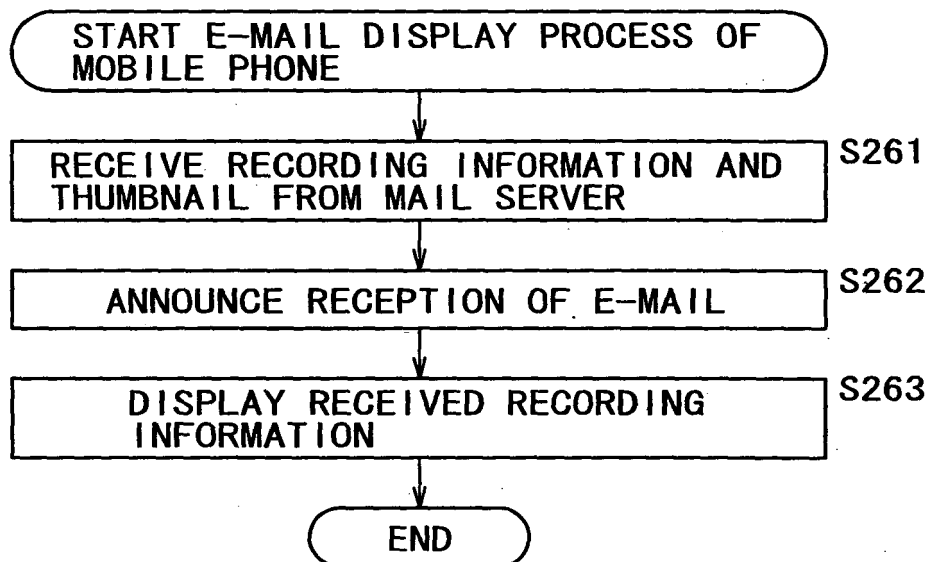 START E-MAIL DISPLAY PROCESS OF
MOBILE PHONE
RECEIVE RECORDING INFORMATION AND
THUMBNAIL FROM MAIL SERVER
S261
ANNOUNCE RECEPTION OF E-MAIL
S262
DISPLAY RECEIVED RECORDING
INFORMATION
S263
END